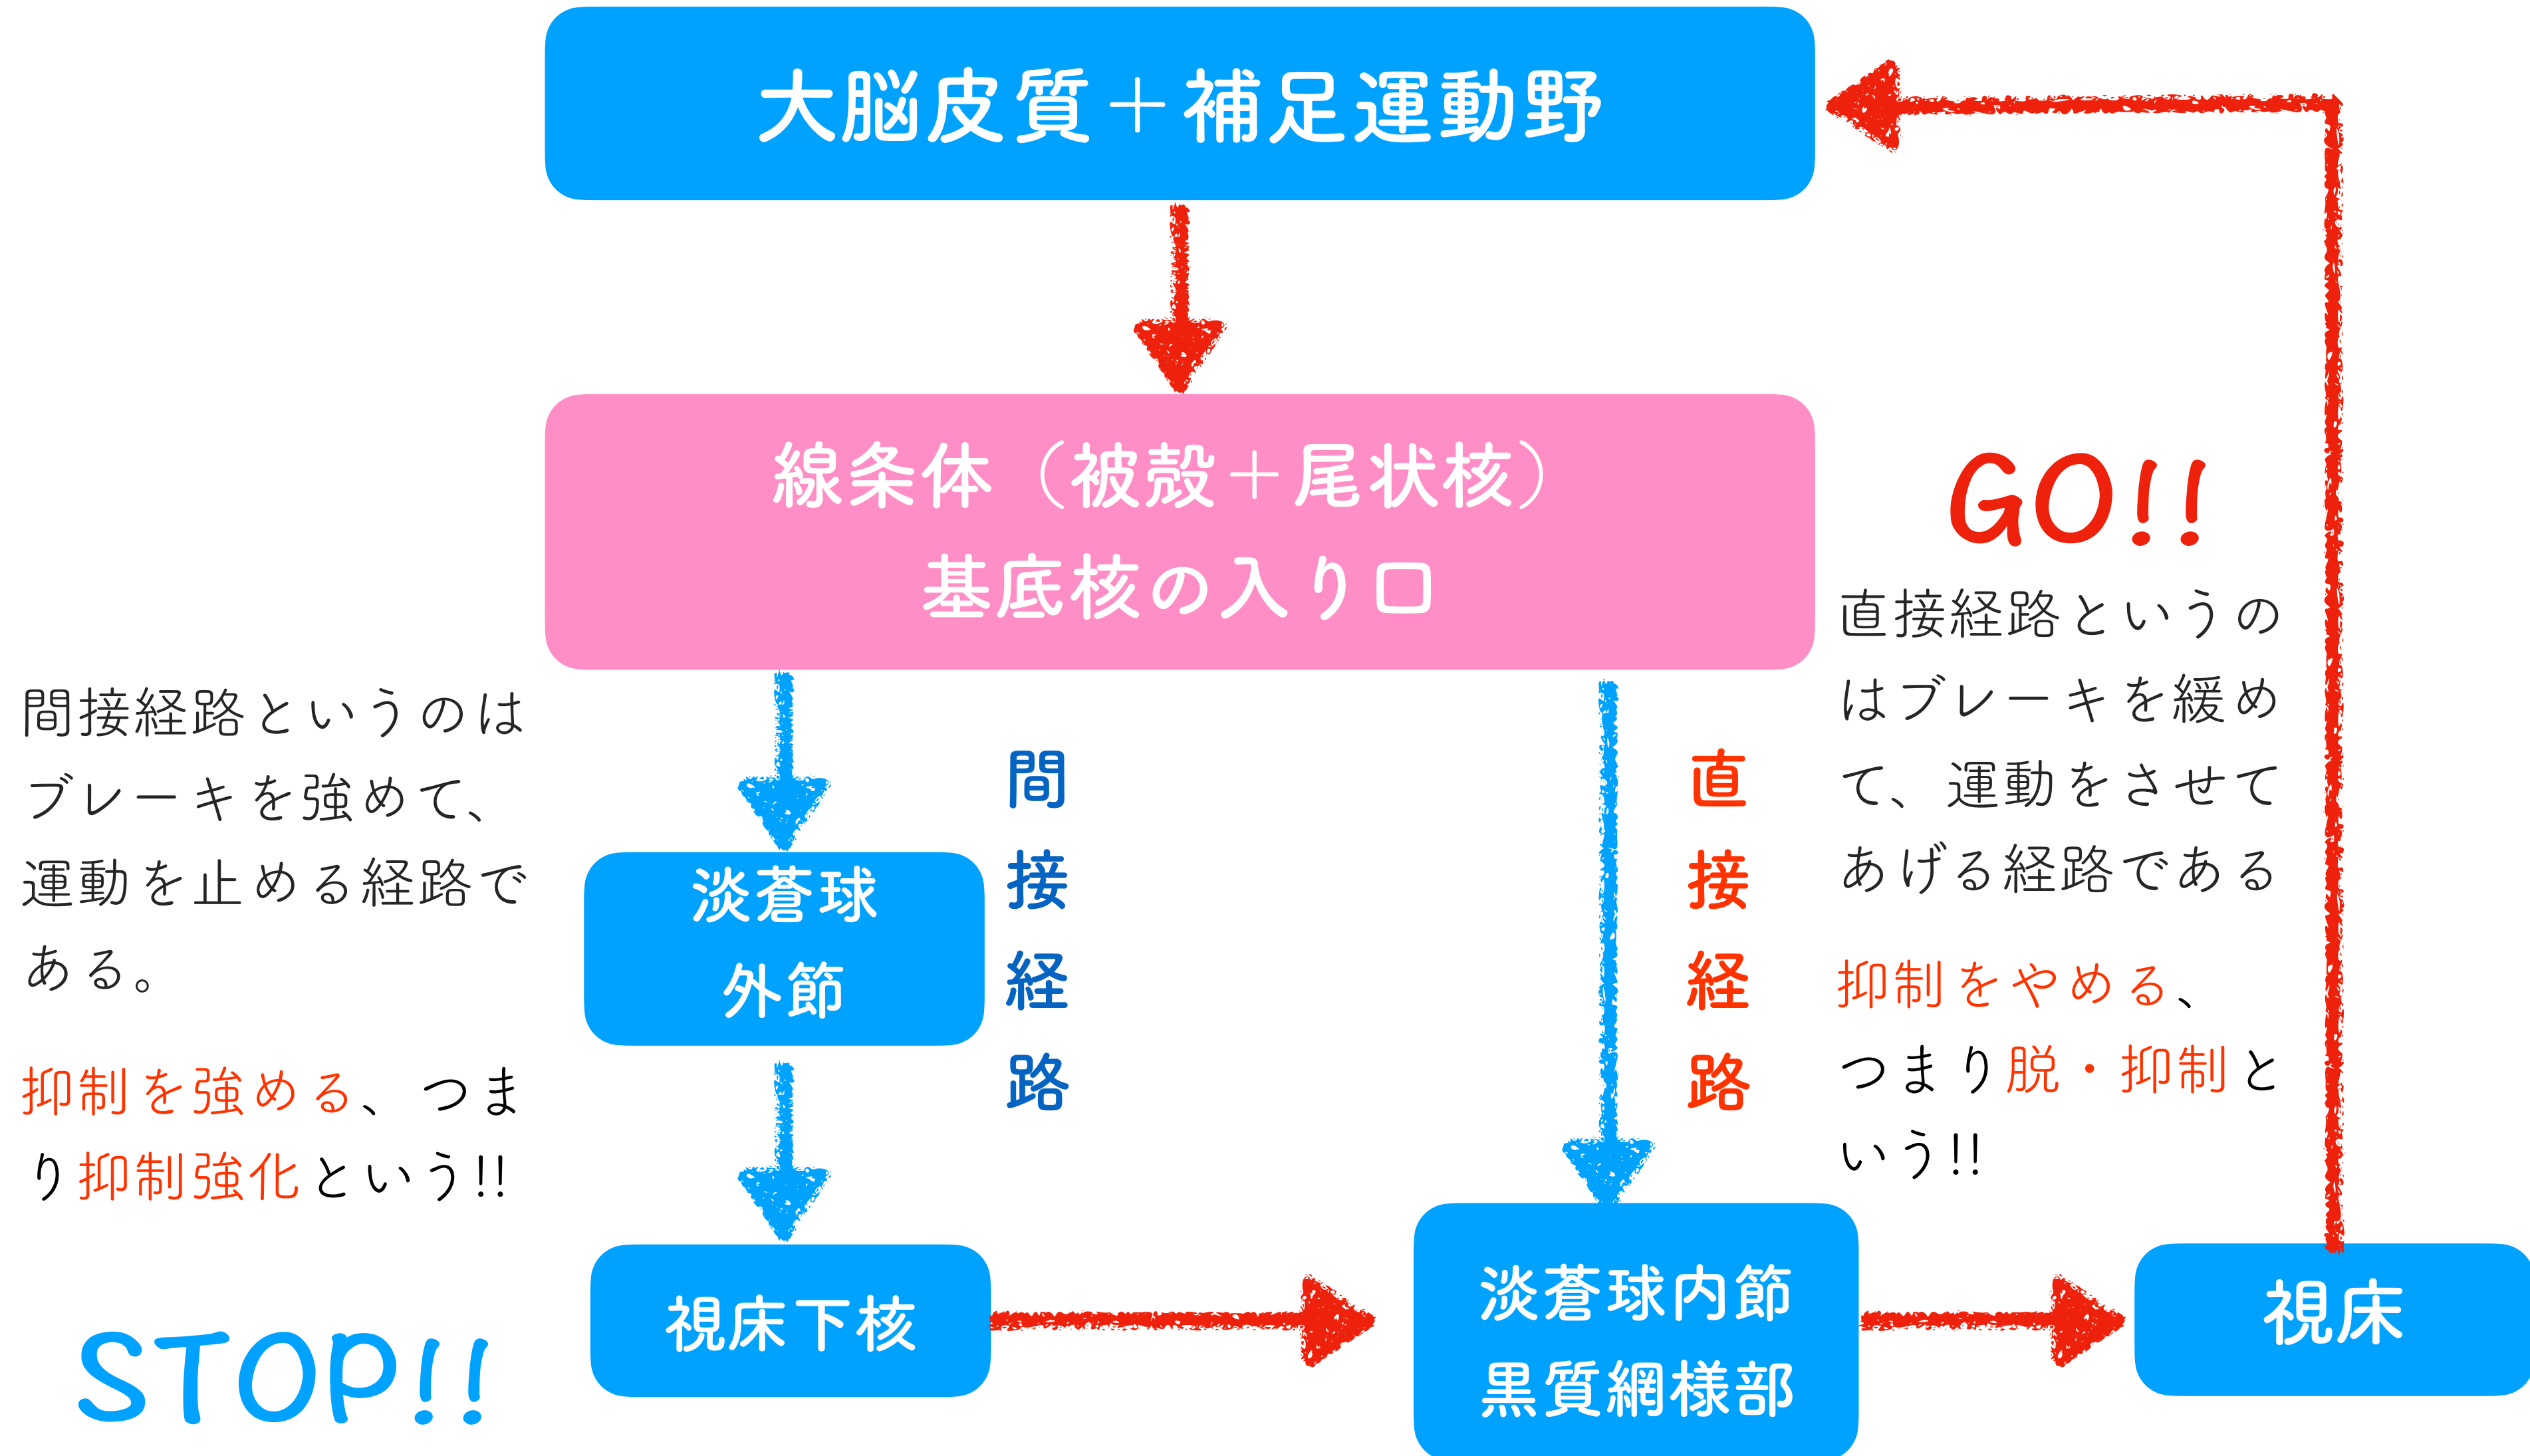 大脳皮質＋補足運動野
線条体（被殻＋尾状核）
基底核の入り口
GO!!
直接経路というの
はブレーキを緩め
て、運動をさせて
あげる経路である
抑制をやめる、
つまり脱・抑制と
いう!!
間接経路というのは
ブレーキを強めて、
運動を止める経路で
ある。
抑制を強める、つま
り抑制強化という!!
STOP!!
間接経路
直接経路
淡蒼球
外節
視床下核
淡蒼球内節
黒質網様部
視床